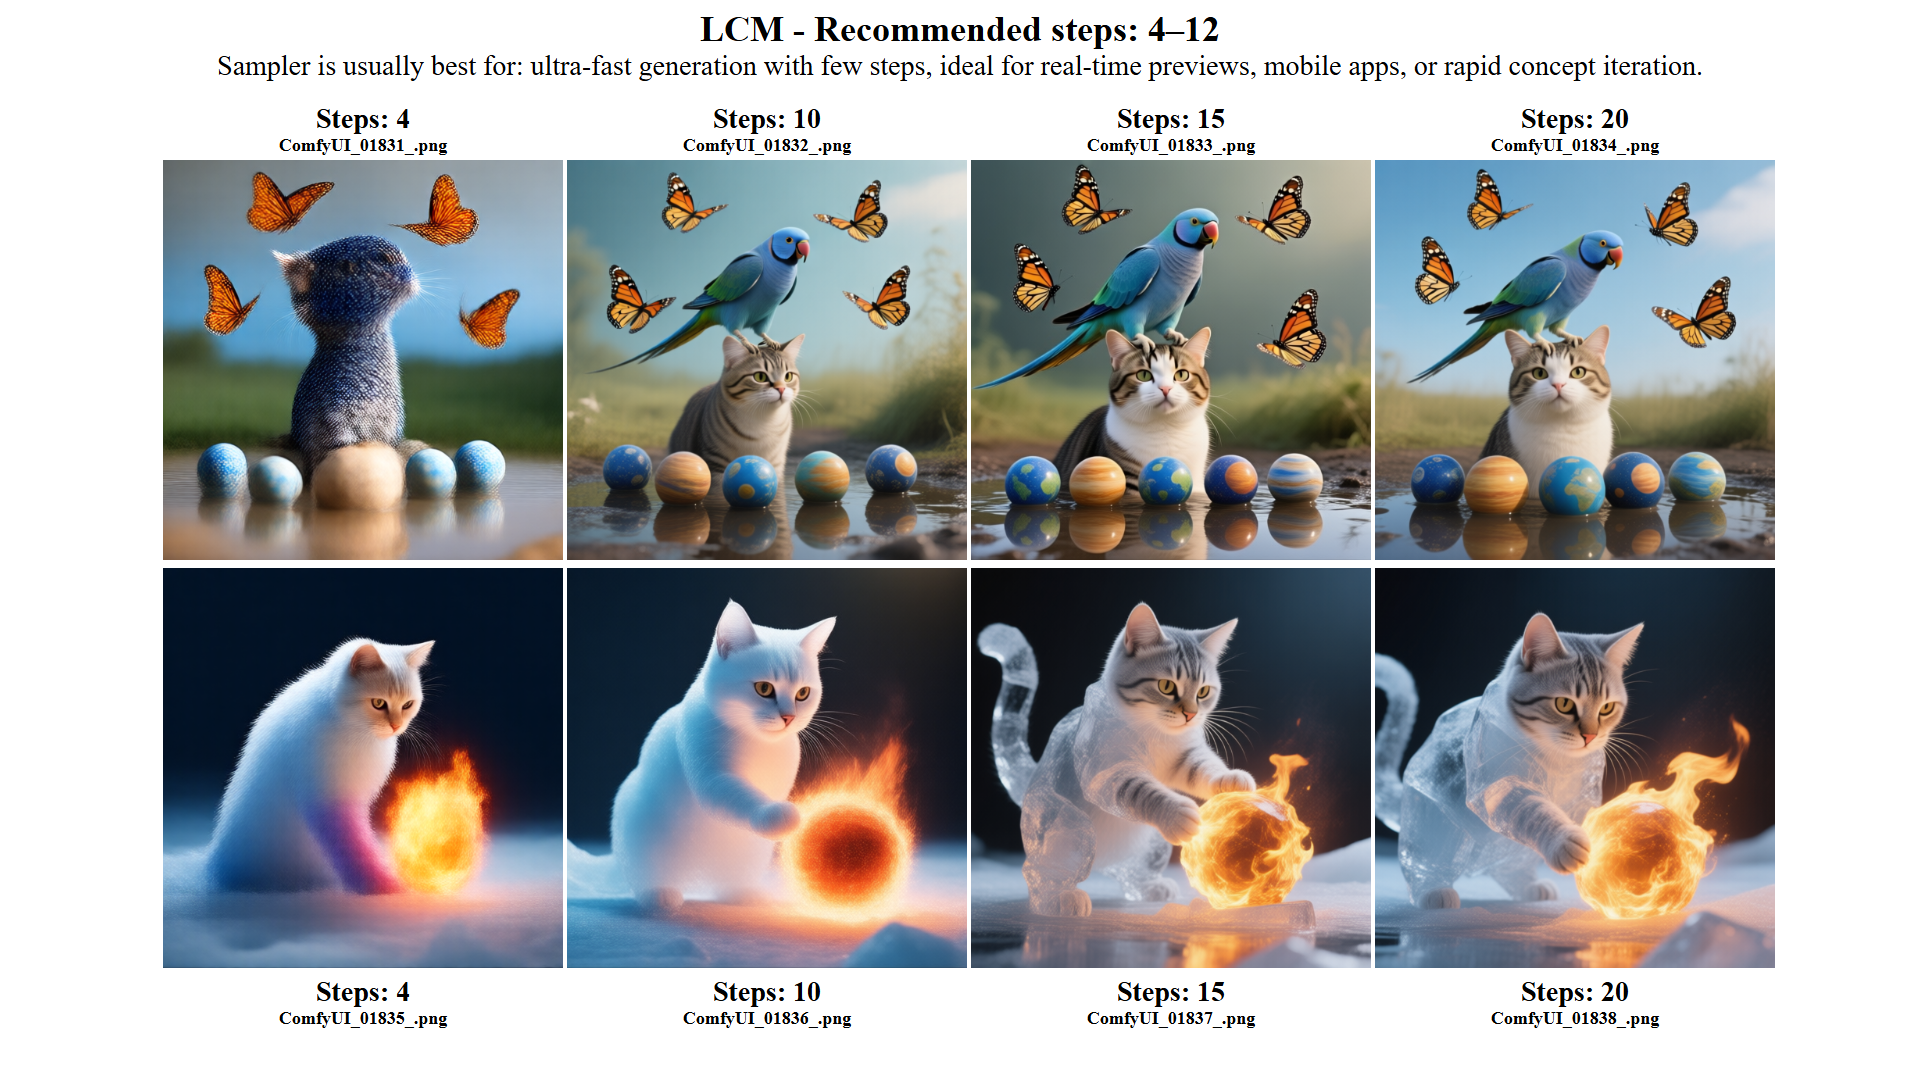 LCM - Recommended steps: 4–12
Sampler is usually best for: ultra-fast generation with few steps, ideal for real-time previews, mobile apps, or rapid concept iteration.
Steps: 4
ComfyUI_01831_.png
Steps: 10
ComfyUI_01832_.png
Steps: 15
ComfyUI_01833_.png
Steps: 20
ComfyUI_01834_.png
Steps: 4
ComfyUI_01835_.png
Steps: 10
ComfyUI_01836_.png
Steps: 15
ComfyUI_01837_.png
Steps: 20
ComfyUI_01838_.png